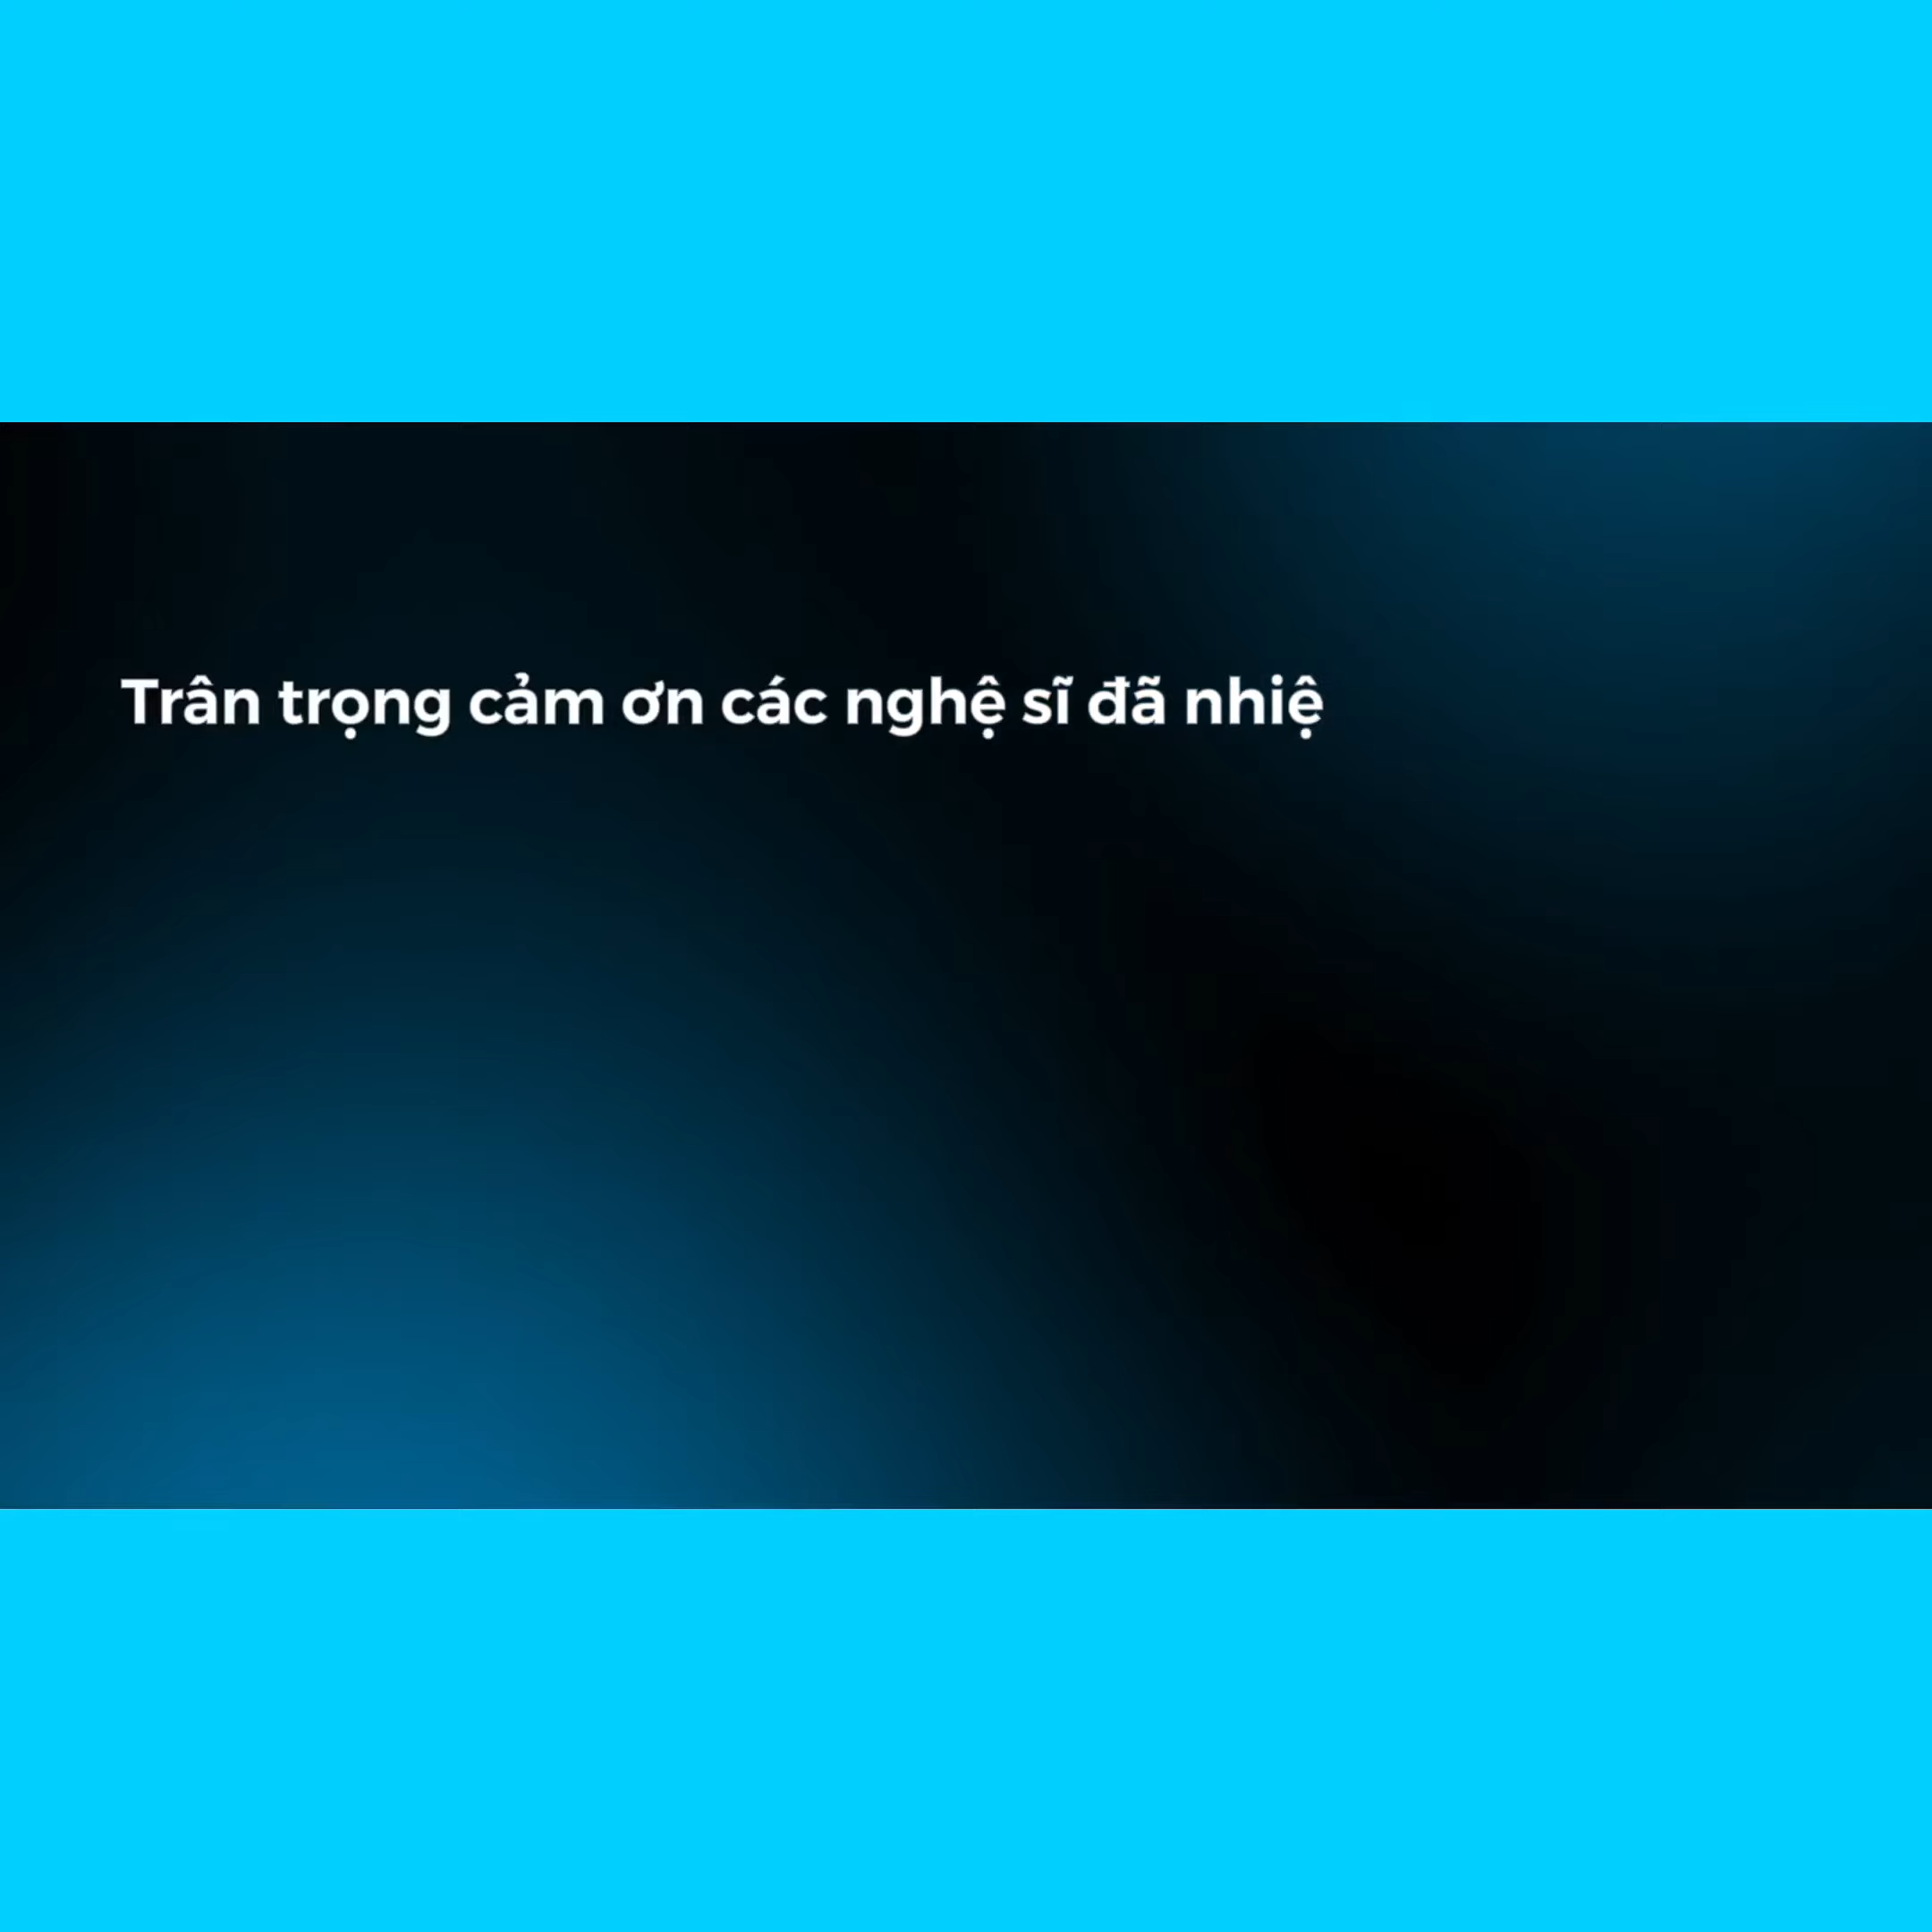 Trân trọng cảm ơn các nghệ sĩ đã nhiệ